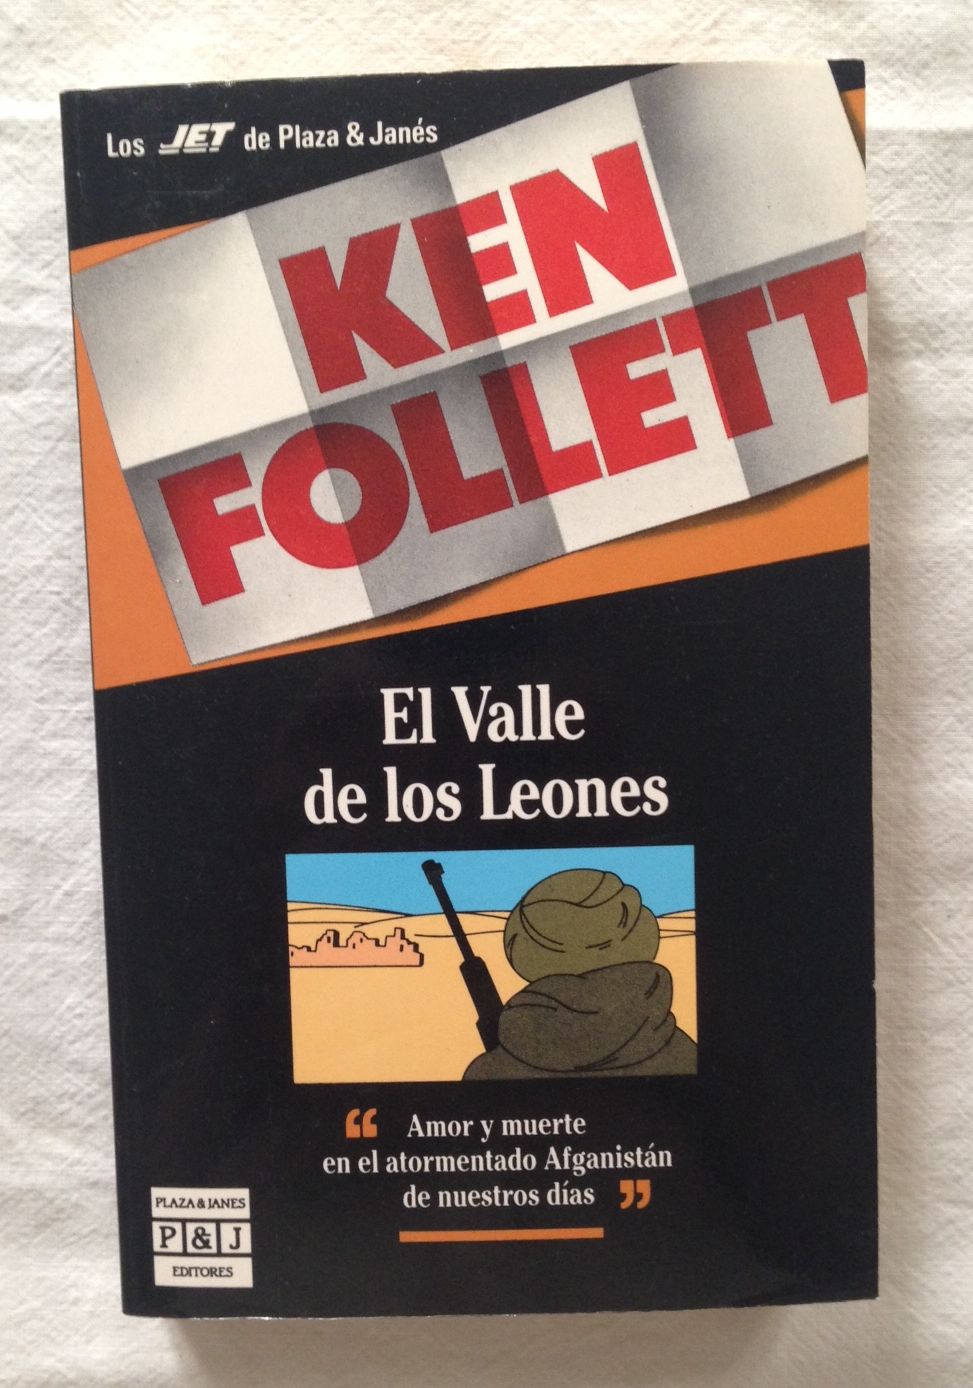 Los JET de Plaza & Janés
KEN
FOLLETT
El Valle
de los Leones
“ Amor y muerte
en el atormentado Afganistán
de nuestros días ”
PLAZA & JANES
P & J
EDITORES